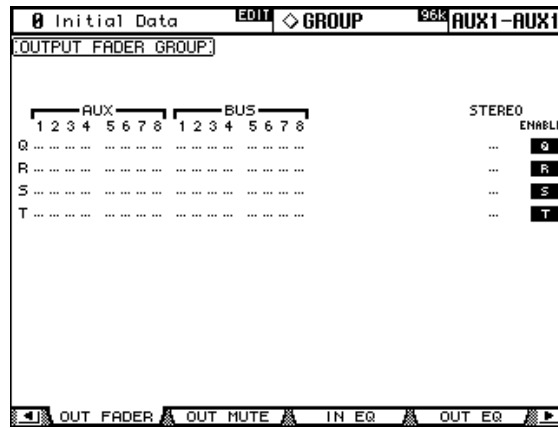 0 Initial Data EDIT ◇ GROUP 96k AUX1-AUX1
OUTPUT FADER GROUP
AUX BUS STEREO
1 2 3 4 5 6 7 8 1 2 3 4 5 6 7 8 ENABL
Q Q
R R
S S
T T
OUT FADER OUT MUTE IN EQ OUT EQ